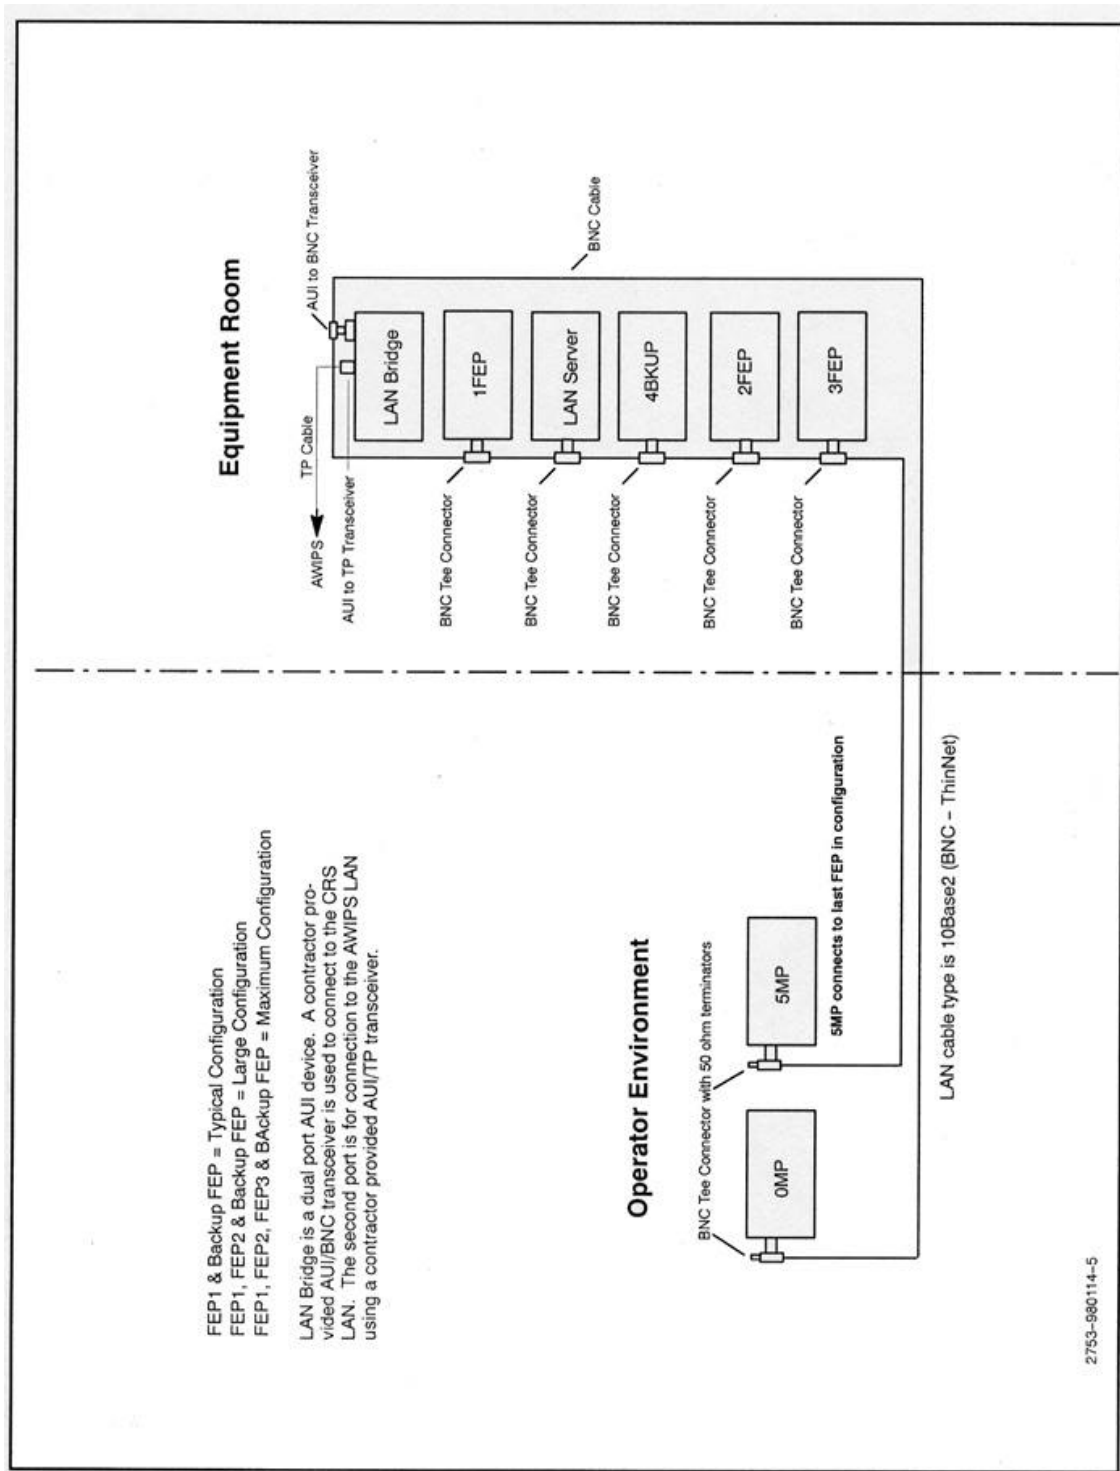 FEP1 & Backup FEP = Typical Configuration
FEP1, FEP2 & Backup FEP = Large Configuration
FEP1, FEP2, FEP3 & BAckup FEP = Maximum Configuration
LAN Bridge is a dual port AUI device. A contractor pro-
vided AUI/BNC transceiver is used to connect to the CRS
LAN. The second port is for connection to the AWIPS LAN
using a contractor provided AUI/TP transceiver.
Equipment Room
AWIPS
TP Cable
AUI to TP Transceiver
AUI to BNC Transceiver
LAN Bridge
BNC Tee Connector
1FEP
BNC Tee Connector
LAN Server
BNC Cable
BNC Tee Connector
4BKUP
BNC Tee Connector
2FEP
BNC Tee Connector
3FEP
Operator Environment
BNC Tee Connector with 50 ohm terminators
0MP
5MP
5MP connects to last FEP in configuration
LAN cable type is 10Base2 (BNC – ThinNet)
2753–980114–5